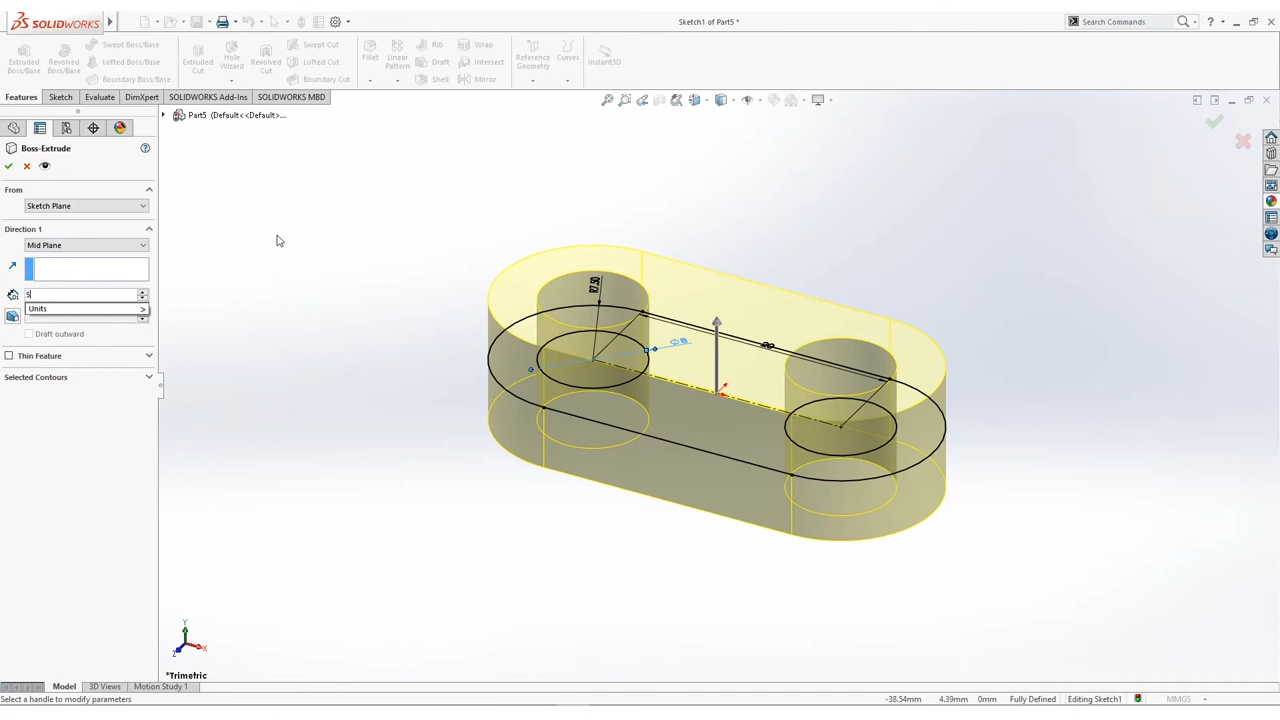 SOLIDWORKS
Sketch1 of Part5 *
Search Commands
?
Extruded Boss/Base
Revolved Boss/Base
Swept Boss/Base
Lofted Boss/Base
Boundary Boss/Base
Extruded Cut
Hole Wizard
Revolved Cut
Swept Cut
Lofted Cut
Boundary Cut
Fillet
Linear Pattern
Rib
Draft
Shell
Wrap
Intersect
Mirror
Reference Geometry
Curves
Instant3D
Features Sketch Evaluate DimXpert SOLIDWORKS Add-Ins SOLIDWORKS MBD
Part5 (Default<<Default>...
Boss-Extrude
From
Sketch Plane
Direction 1
Mid Plane
5
Units >
Draft outward
Thin Feature
Selected Contours
R7.50
Y
X
Z
*Trimetric
Model 3D Views Motion Study 1
Select a handle to modify parameters
-38.54mm 4.39mm 0mm Fully Defined Editing Sketch1 MMGS